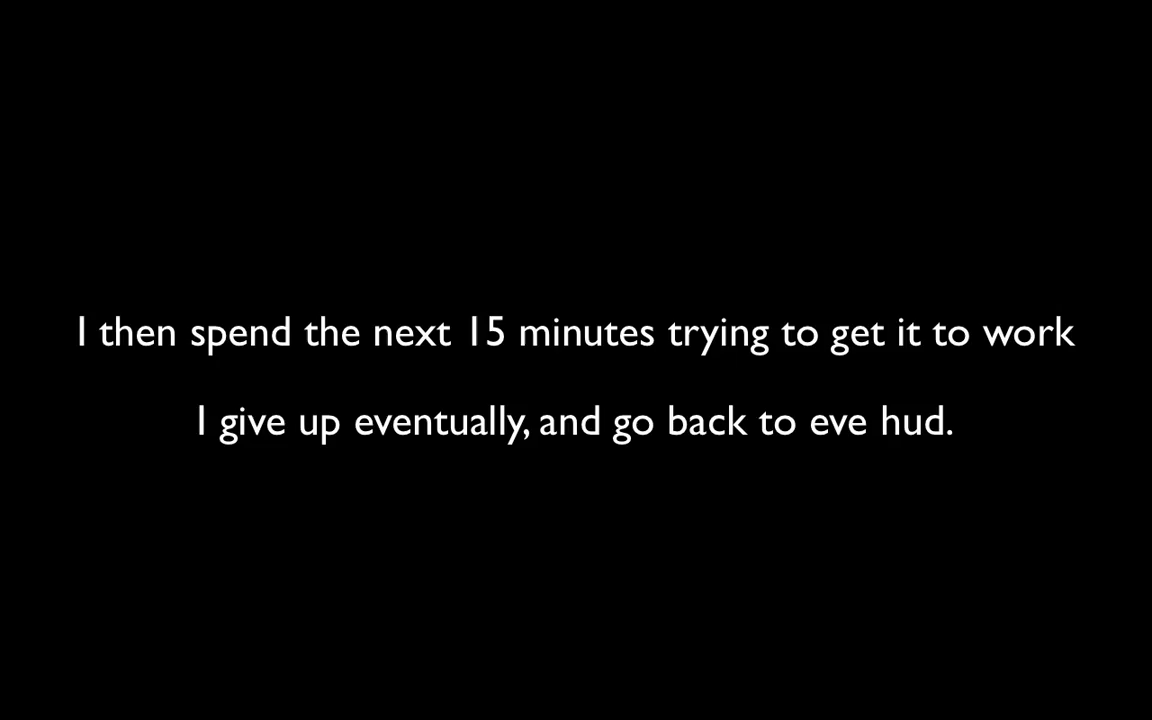 I then spend the next 15 minutes trying to get it to work
I give up eventually, and go back to eve hud.